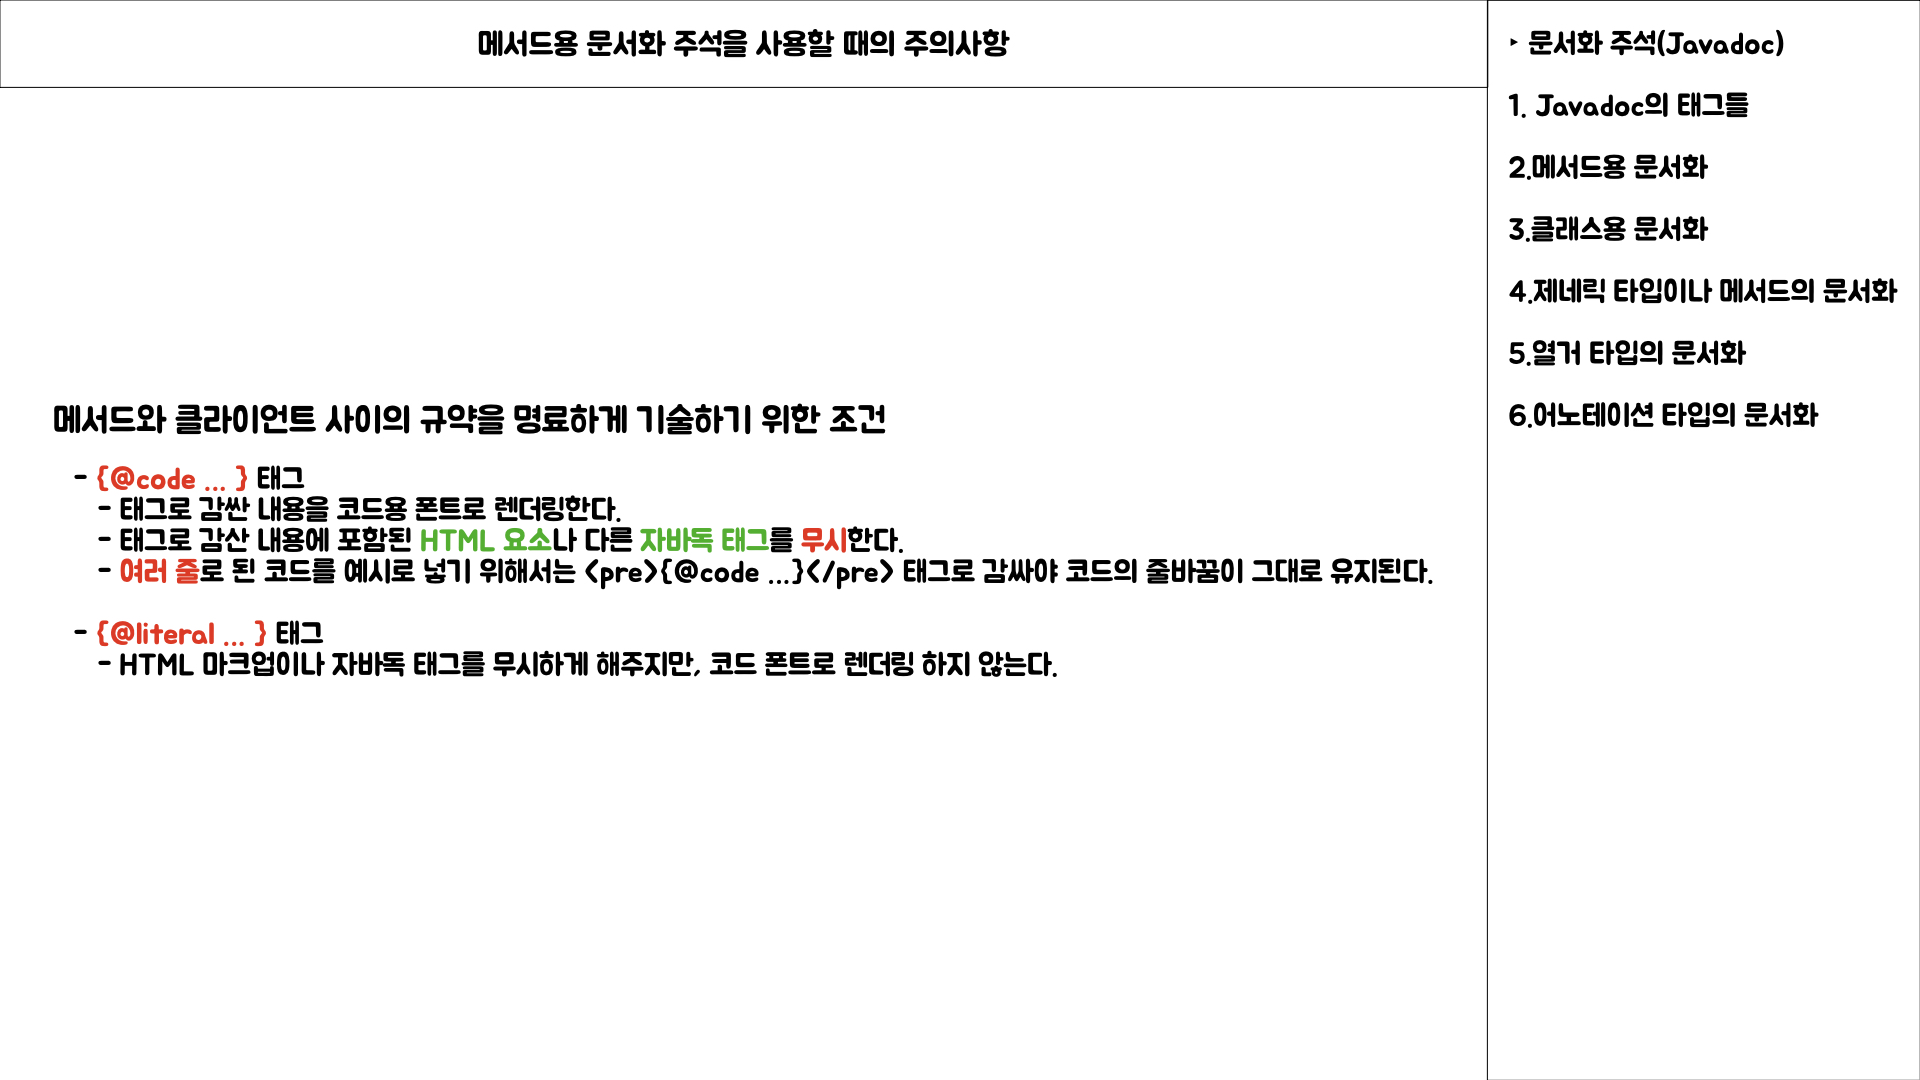 메서드용 문서화 주석을 사용할 때의 주의사항
메서드와 클라이언트 사이의 규약을 명료하게 기술하기 위한 조건
- {@code ... } 태그
- 태그로 감싼 내용을 코드용 폰트로 렌더링한다.
- 태그로 감산 내용에 포함된 HTML 요소나 다른 자바독 태그를 무시한다.
- 여러 줄로 된 코드를 예시로 넣기 위해서는 <pre>{@code ...}</pre> 태그로 감싸야 코드의 줄바꿈이 그대로 유지된다.
- {@literal ... } 태그
- HTML 마크업이나 자바독 태그를 무시하게 해주지만, 코드 폰트로 렌더링 하지 않는다.
‣ 문서화 주석(Javadoc)
1. Javadoc의 태그들
2.메서드용 문서화
3.클래스용 문서화
4.제네릭 타입이나 메서드의 문서화
5.열거 타입의 문서화
6.어노테이션 타입의 문서화